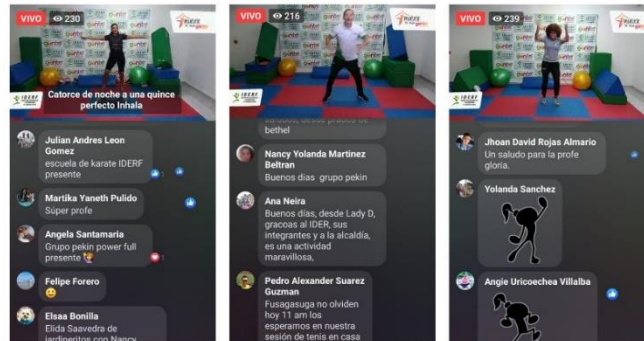 VIVO 230
IDERF
Catorce de noche a una quince
perfecto Inhala
Julian Andres Leon
Gomez
escuela de karate IDERF
presente
Martika Yaneth Pulido
Súper profe
Angela Santamaria
Grupo pekin power full
presente
Felipe Forero
Elsaa Bonilla
Elida Saavedra de
jardineritos con Nancy
VIVO 216
IDERF
bethel
Nancy Yolanda Martinez
Beltran
Buenos días grupo pekin
Ana Neira
Buenos días, desde Lady D,
gracoas al IDER, sus
integrantes y a la alcaldía,
es una actividad
maravillosa,
Pedro Alexander Suarez
Guzman
Fusagasuga no olviden
hoy 11 am los
esperamos en nuestra
sesión de tenis en casa
VIVO 239
IDERF
Jhoan David Rojas Almario
Un saludo para la profe
gloria.
Yolanda Sanchez
Angie Uricoechea Villalba